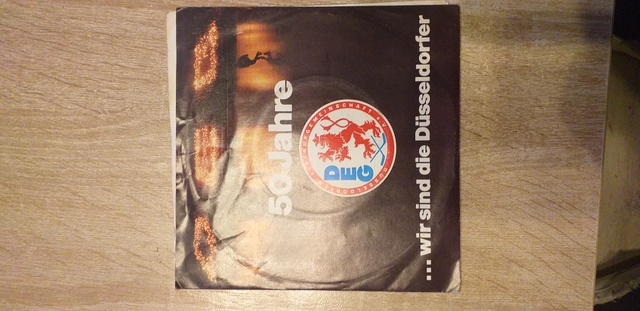 50 Jahre
DEG
... wir sind die Düsseldorfer